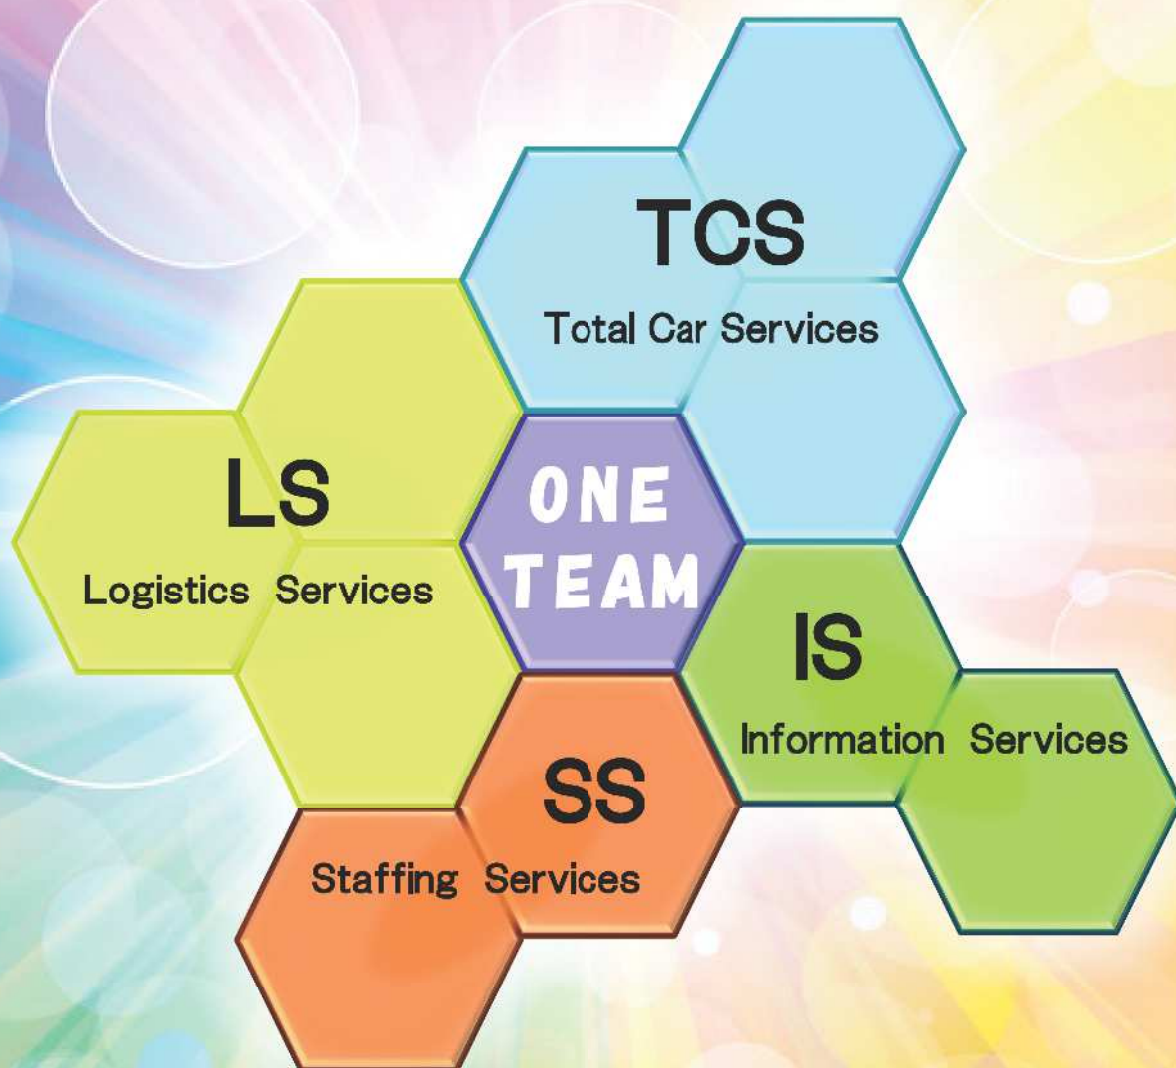 TCS
Total Car Services
LS
Logistics Services
ONE
TEAM
IS
Information Services
SS
Staffing Services